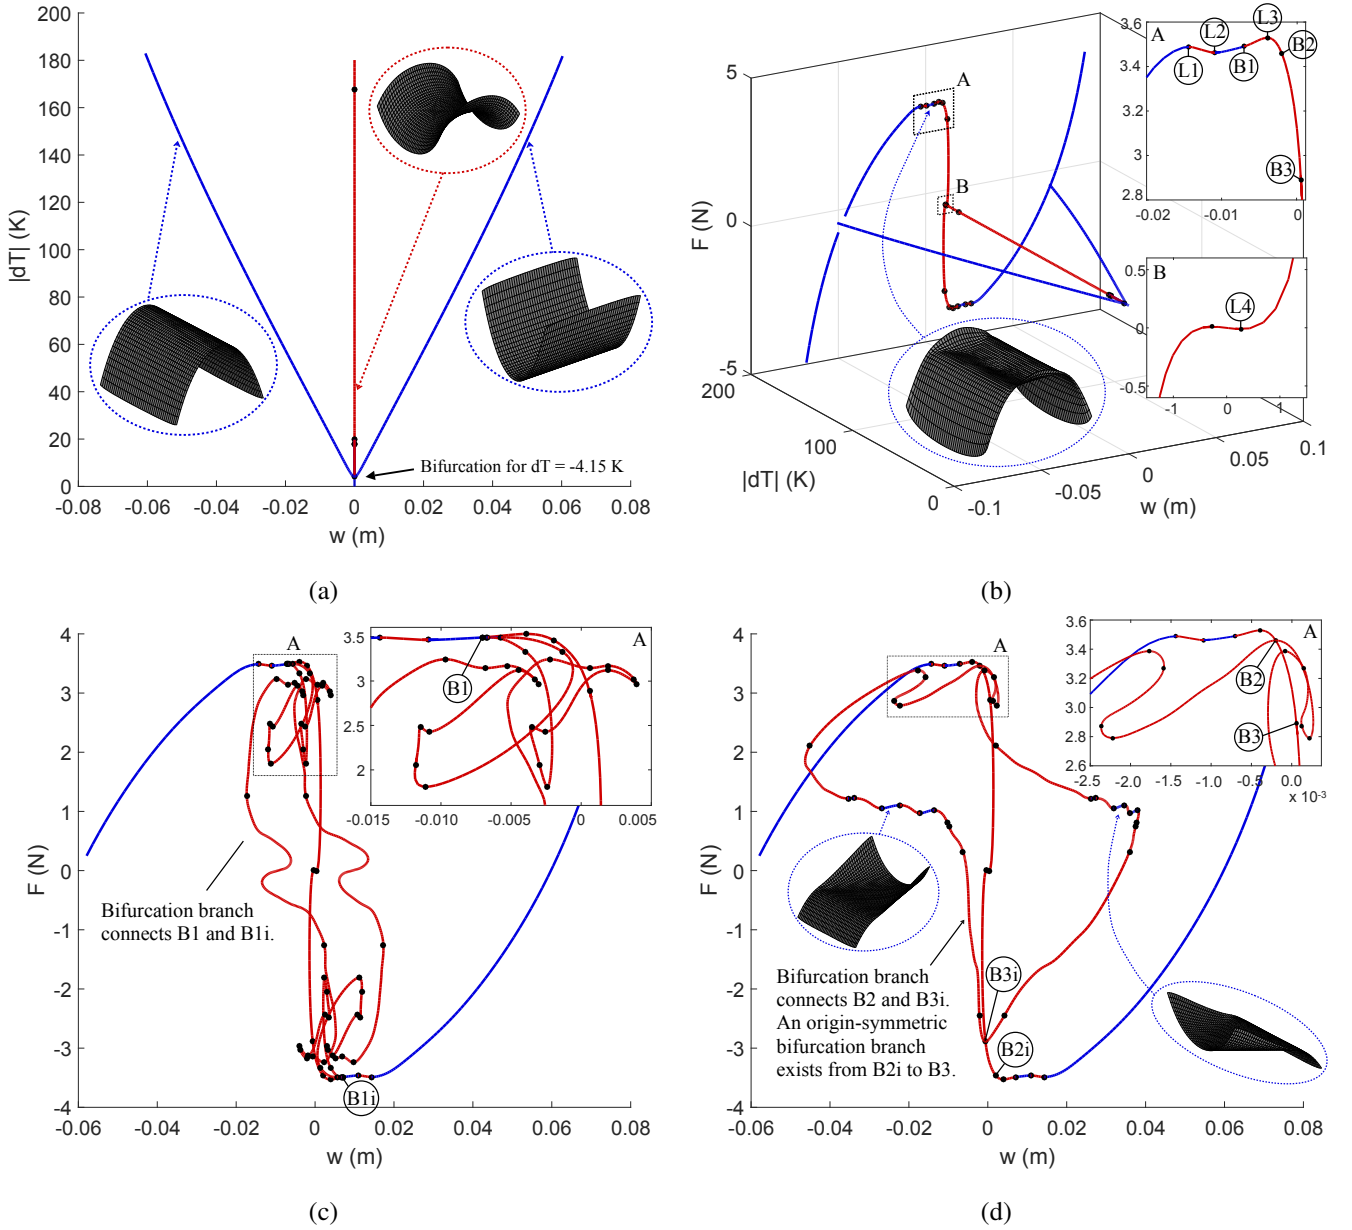 200
180
160
140
120
100
80
60
40
20
0
|dT| (K)
-0.08 -0.06 -0.04 -0.02 0 0.02 0.04 0.06 0.08
w (m)
Bifurcation for dT = -4.15 K
(a)
5
0
-5
F (N)
200
100
0
|dT| (K)
-0.1 -0.05 0 0.05 0.1
w (m)
A
B
A
3.6
3.4
3.2
3
2.8
-0.02 -0.01 0
L1
L2
B1
L3
B2
B3
B
0.5
0
-0.5
-1 0 1
L4
(b)
4
3
2
1
0
-1
-2
-3
-4
F (N)
-0.06 -0.04 -0.02 0 0.02 0.04 0.06 0.08
w (m)
A
A
3.5
3
2.5
2
-0.015 -0.010 -0.005 0 0.005
B1
Bifurcation branch
connects B1 and B1i.
B1i
(c)
4
3
2
1
0
-1
-2
-3
-4
F (N)
-0.06 -0.04 -0.02 0 0.02 0.04 0.06 0.08
w (m)
A
A
3.6
3.4
3.2
3.0
2.8
2.6
-2.5 -2.0 -1.5 -1.0 -0.5 0.0
x 10⁻³
B2
B3
Bifurcation branch
connects B2 and B3i.
An origin-symmetric
bifurcation branch
exists from B2i to B3.
B3i
B2i
(d)